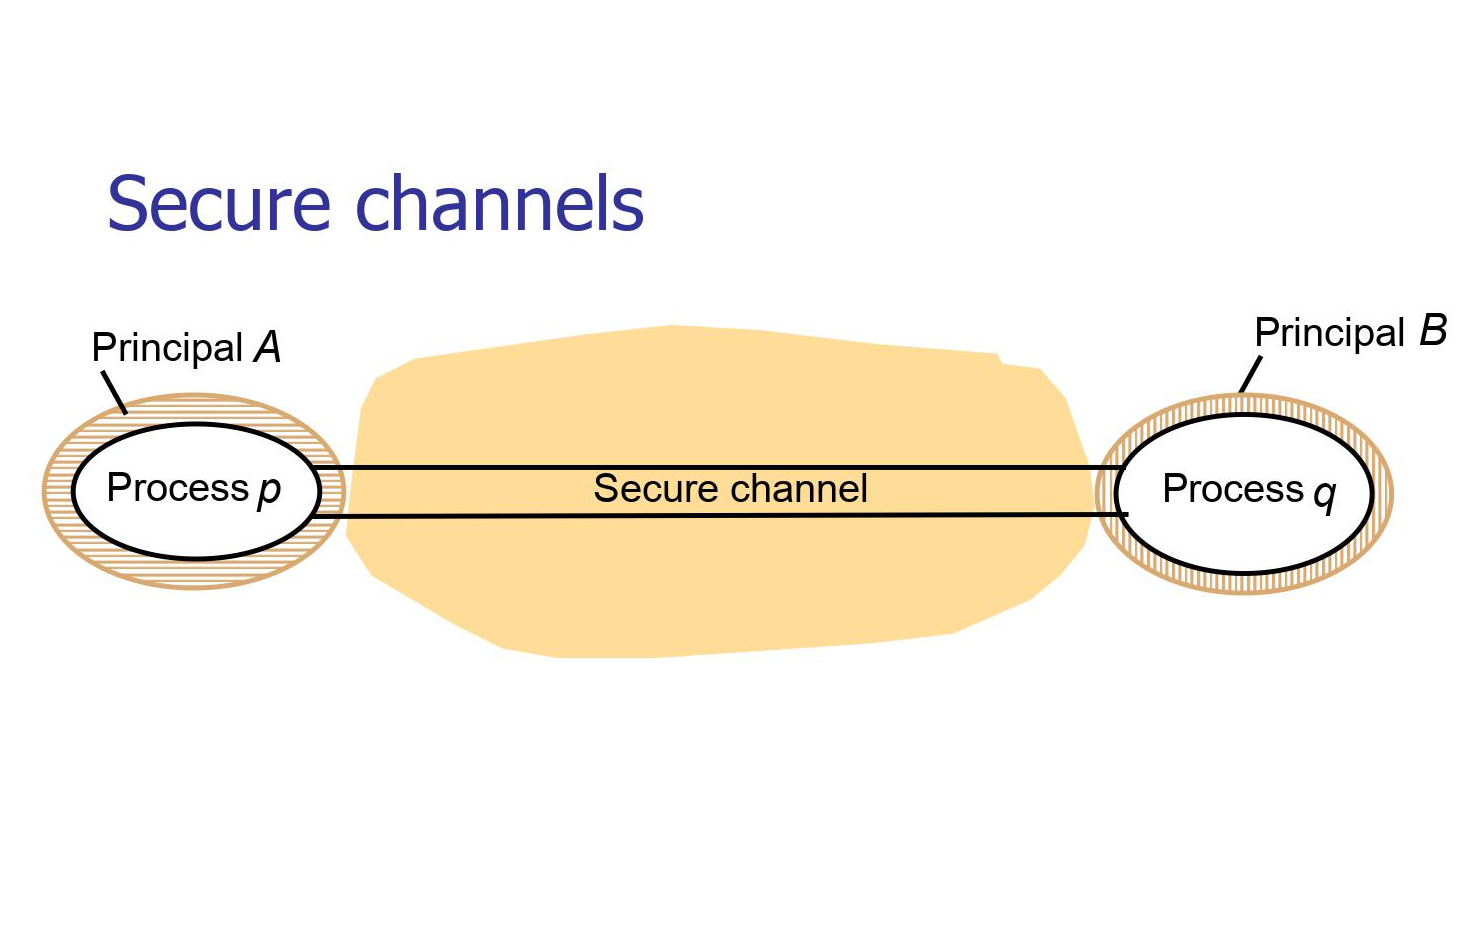 Secure channels
Principal A
Principal B
Process p
Secure channel
Process q